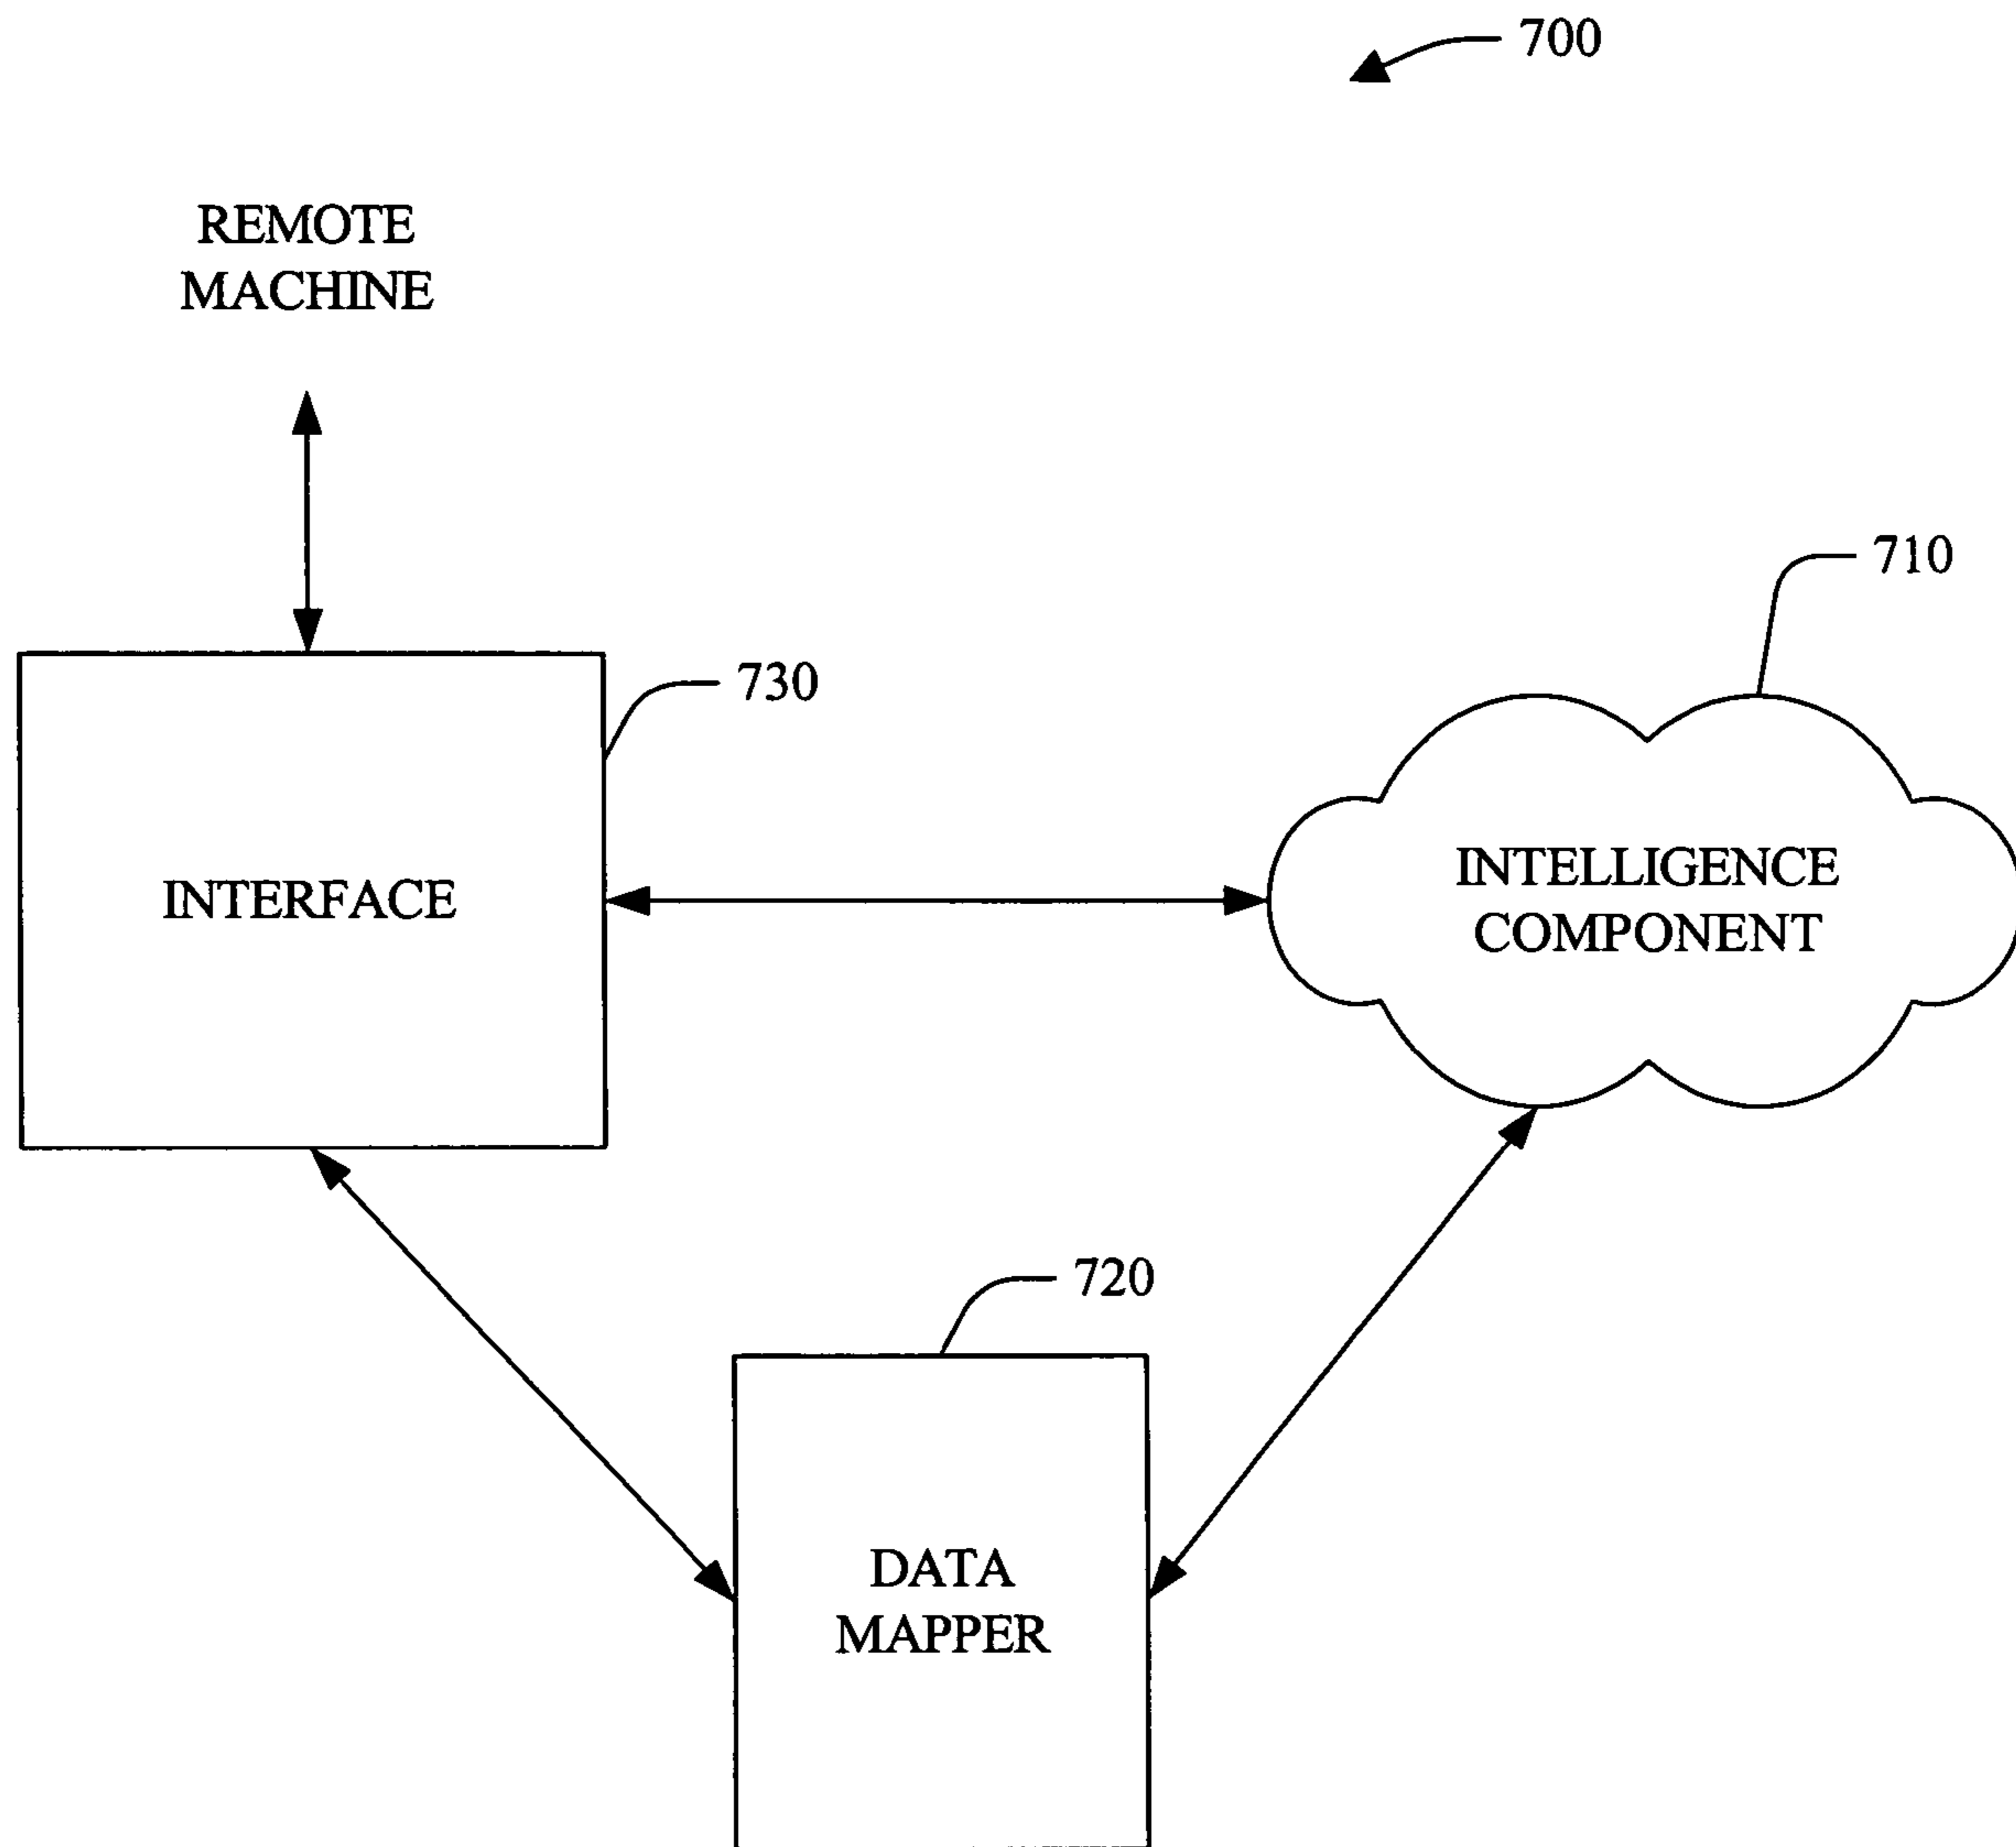 700
REMOTE
MACHINE
710
730
INTERFACE
INTELLIGENCE
COMPONENT
720
DATA
MAPPER